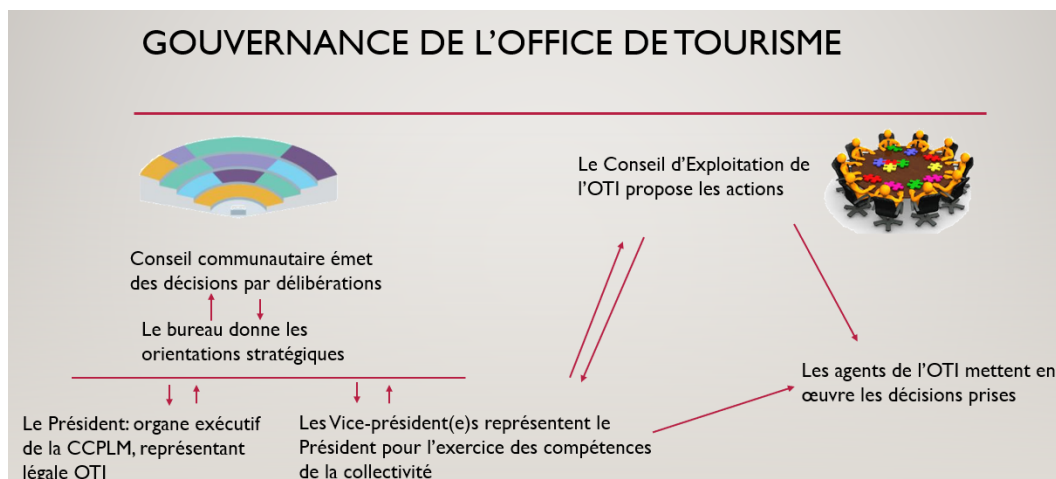 GOUVERNANCE DE L'OFFICE DE TOURISME
Le Conseil d'Exploitation de
l'OTI propose les actions
Conseil communautaire émet
des décisions par délibérations
Le bureau donne les
orientations stratégiques
Les agents de l'OTI mettent en
œuvre les décisions prises
Le Président: organe exécutif
de la CCPLM, représentant
légale OTI
Les Vice-président(e)s représentent le
Président pour l'exercice des compétences
de la collectivité